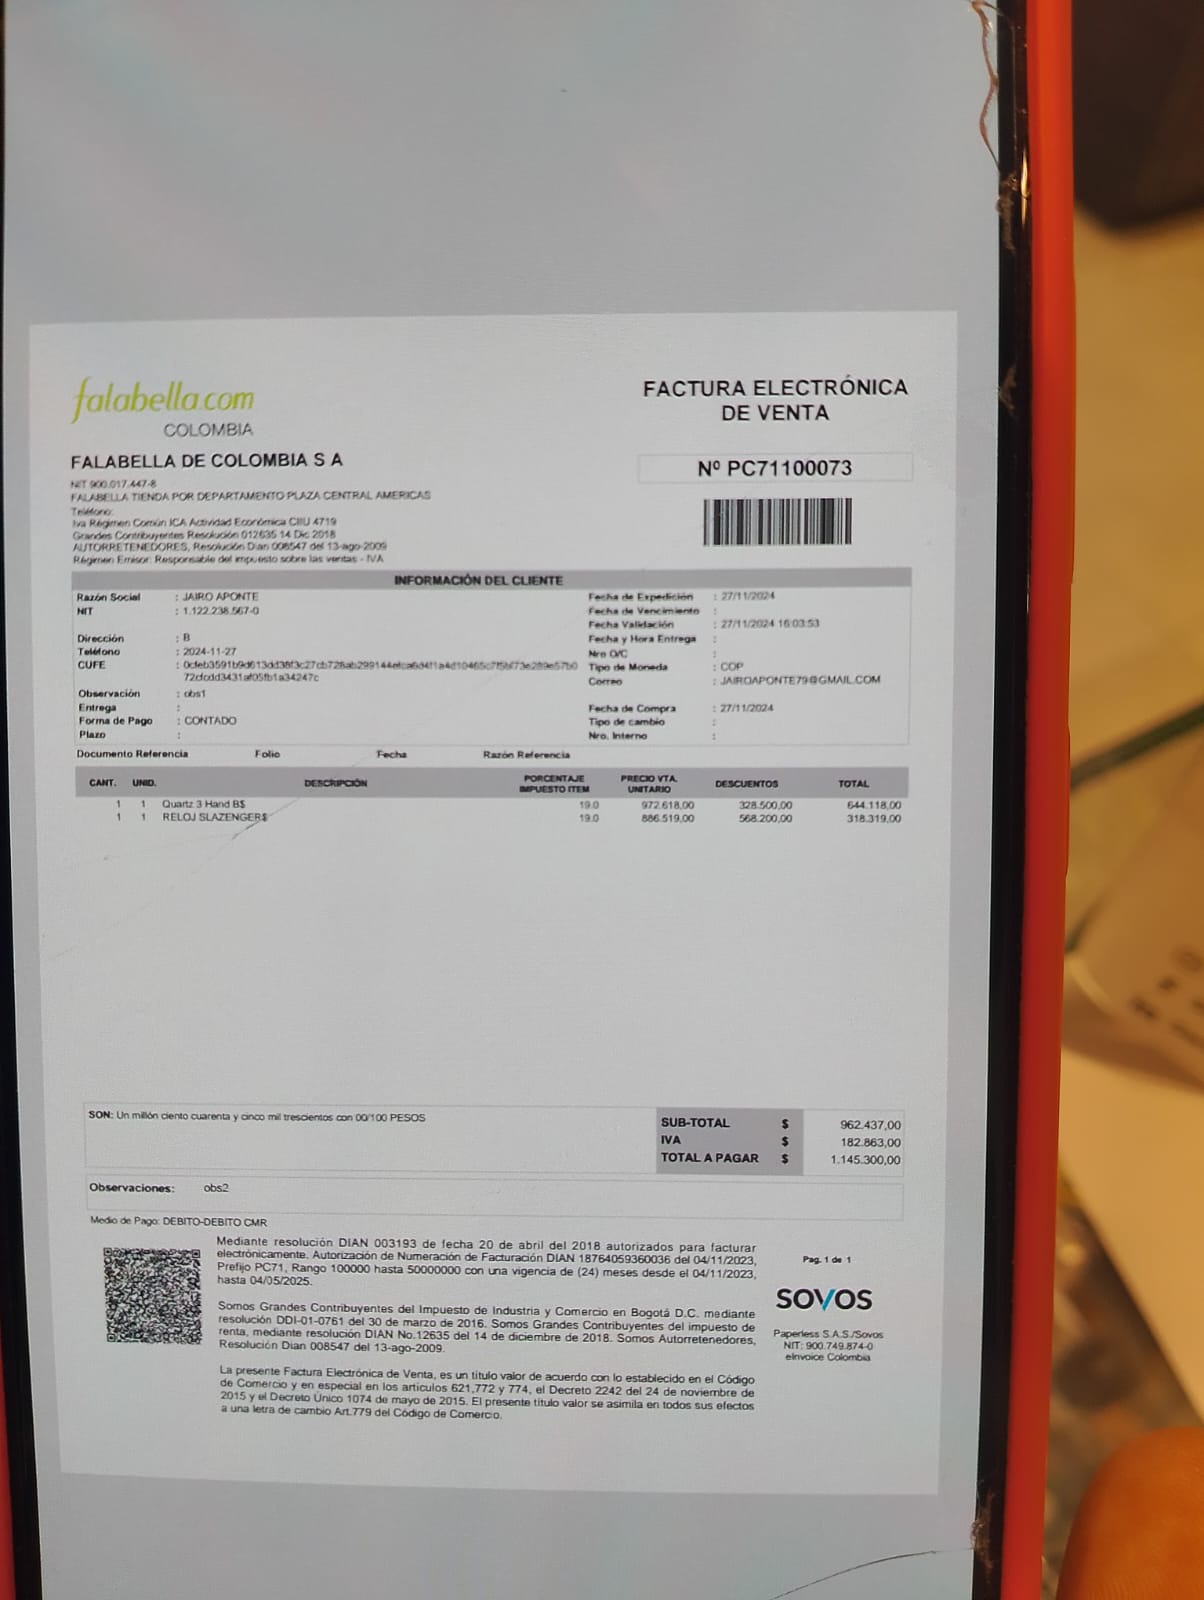 falabella.com
COLOMBIA
FALABELLA DE COLOMBIA S A
NIT 900.017.447-8
FALABELLA TIENDA POR DEPARTAMENTO PLAZA CENTRAL AMERICAS
Teléfono:
Iva Régimen Común ICA Actividad Económica CIIU 4719
Grandes Contribuyentes Resolución 012635 14 Dic 2018
AUTORRETENEDORES, Resolución Dian 008547 del 13-ago-2009
Régimen Emisor: Responsable del impuesto sobre las ventas - IVA
FACTURA ELECTRÓNICA
DE VENTA
Nº PC71100073
INFORMACIÓN DEL CLIENTE
Razón Social : JAIRO APONTE
NIT : 1.122.238.567-0
Dirección : B
Teléfono : 2024-11-27
CUFE :
Observación : obs1
Entrega :
Forma de Pago : CONTADO
Plazo :
Fecha de Expedición : 27/11/2024
Fecha de Vencimiento :
Fecha Validación : 27/11/2024 16:03:53
Fecha y Hora Entrega :
Nro O/C :
Tipo de Moneda : COP
Correo : JAIROAPONTE79@GMAIL.COM
Fecha de Compra : 27/11/2024
Tipo de cambio :
Nro. Interno :
Documento Referencia Folio Fecha Razón Referencia
CANT. UNID. DESCRIPCIÓN PORCENTAJE IMPUESTO ITEM PRECIO VTA. UNITARIO DESCUENTOS TOTAL
1 1 Quartz 3 Hand B$ 19.0 972.618,00 328.500,00 644.118,00
1 1 RELOJ SLAZENGER$ 19.0 886.519,00 568.200,00 318.319,00
SON: Un millón ciento cuarenta y cinco mil trescientos con 00/100 PESOS
SUB-TOTAL $ 962.437,00
IVA $ 182.863,00
TOTAL A PAGAR $ 1.145.300,00
Observaciones: obs2
Medio de Pago: DEBITO-DEBITO CMR
Mediante resolución DIAN 003193 de fecha 20 de abril del 2018 autorizados para facturar
electrónicamente. Autorización de Numeración de Facturación DIAN 18764059360036 del 04/11/2023,
Prefijo PC71, Rango 100000 hasta 50000000 con una vigencia de (24) meses desde el 04/11/2023,
hasta 04/05/2025.
Somos Grandes Contribuyentes del Impuesto de Industria y Comercio en Bogotá D.C. mediante
resolución DDI-01-0761 del 30 de marzo de 2016. Somos Grandes Contribuyentes del impuesto de
renta, mediante resolución DIAN No.12635 del 14 de diciembre de 2018. Somos Autorretenedores,
Resolución Dian 008547 del 13-ago-2009.
La presente Factura Electrónica de Venta, es un titulo valor de acuerdo con lo establecido en el Código
de Comercio y en especial en los articulos 621,772 y 774, el Decreto 2242 del 24 de noviembre de
2015 y el Decreto Único 1074 de mayo de 2015. El presente titulo valor se asimila en todos sus efectos
a una letra de cambio Art.779 del Código de Comercio.
Pag. 1 de 1
SOVOS
Paperless S.A.S./Sovos
NIT: 900.749.874-0
eInvoice Colombia